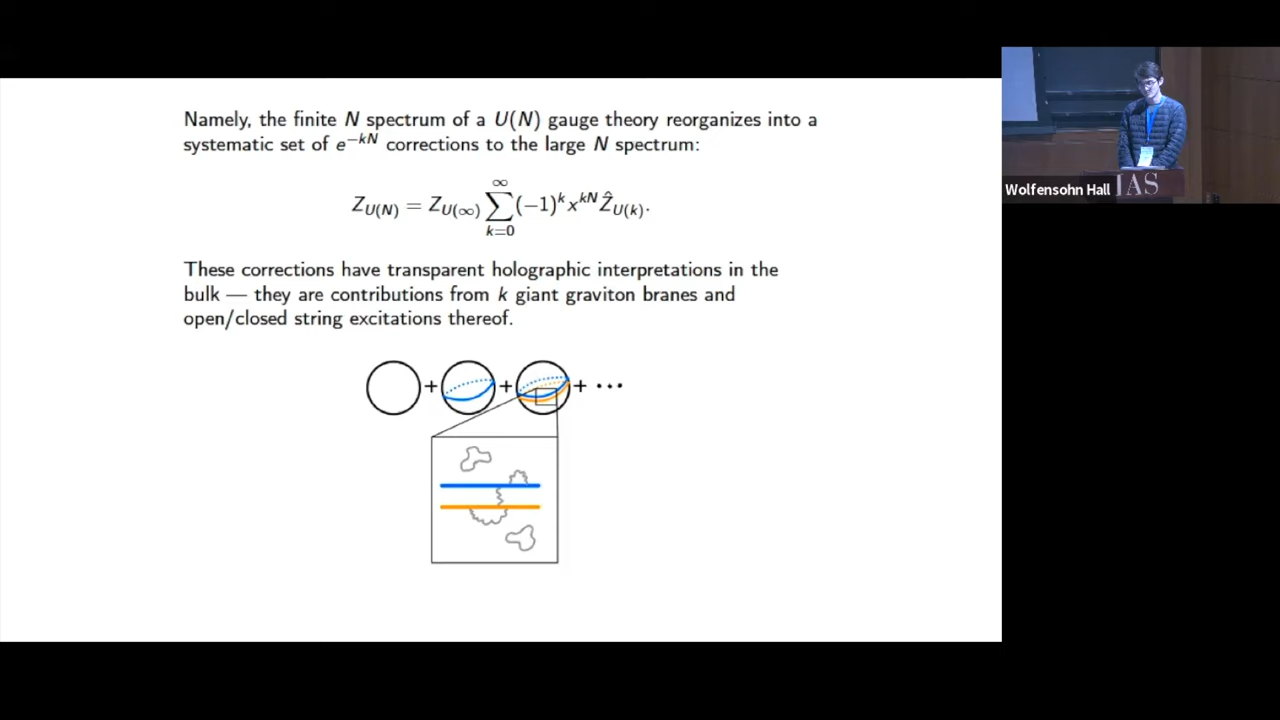 Namely, the finite N spectrum of a U(N) gauge theory reorganizes into a
systematic set of e^{-kN} corrections to the large N spectrum:
Z_{U(N)} = Z_{U(∞)} \sum_{k=0}^{∞} (-1)^k x^{kN} \hat{Z}_{U(k)}.
These corrections have transparent holographic interpretations in the
bulk — they are contributions from k giant graviton branes and
open/closed string excitations thereof.
+ + + ⋯
Wolfensohn Hall
IAS